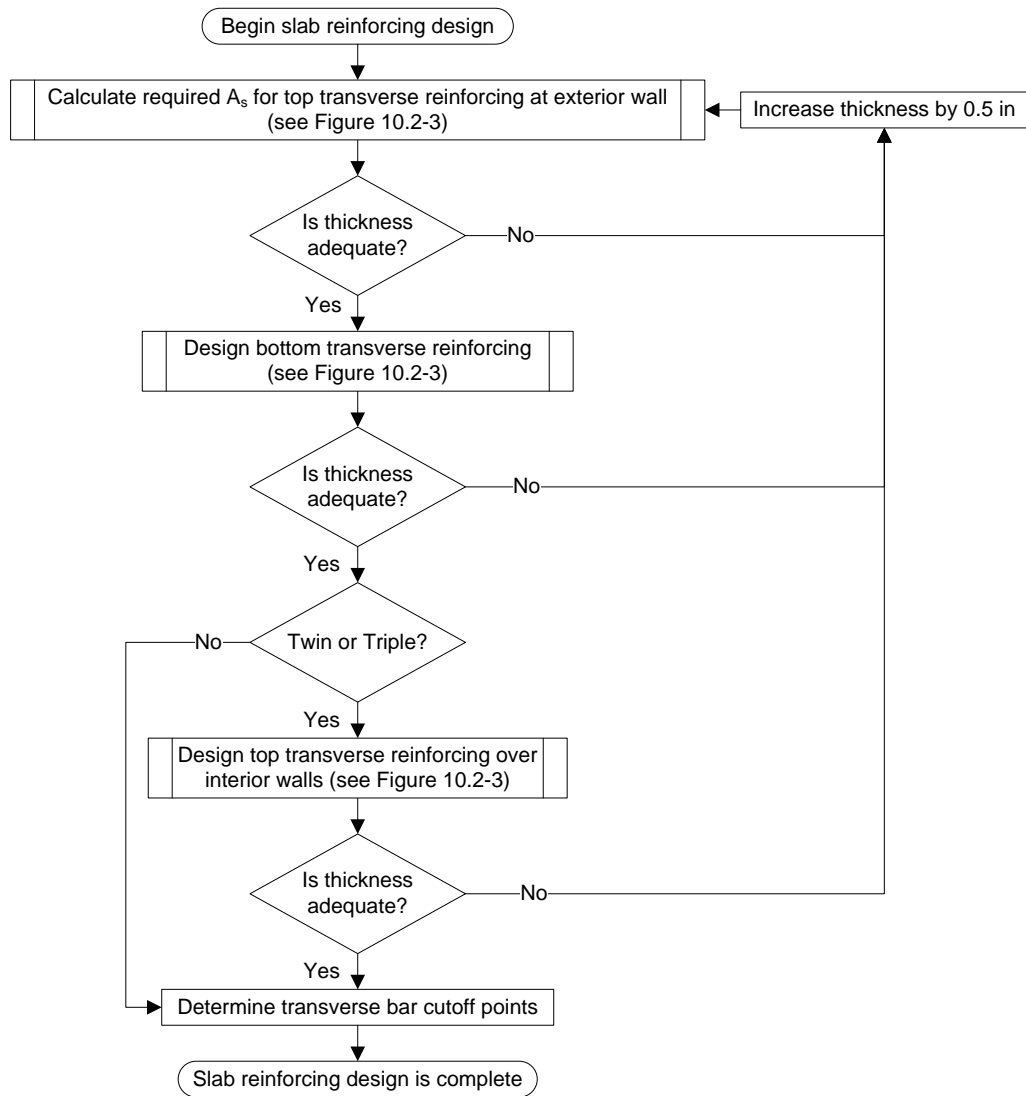 Begin slab reinforcing design
Calculate required As for top transverse reinforcing at exterior wall
(see Figure 10.2-3)
Increase thickness by 0.5 in
Is thickness
adequate?
No
Yes
Design bottom transverse reinforcing
(see Figure 10.2-3)
Is thickness
adequate?
No
Yes
No
Twin or Triple?
Yes
Design top transverse reinforcing over
interior walls (see Figure 10.2-3)
Is thickness
adequate?
No
Yes
Determine transverse bar cutoff points
Slab reinforcing design is complete